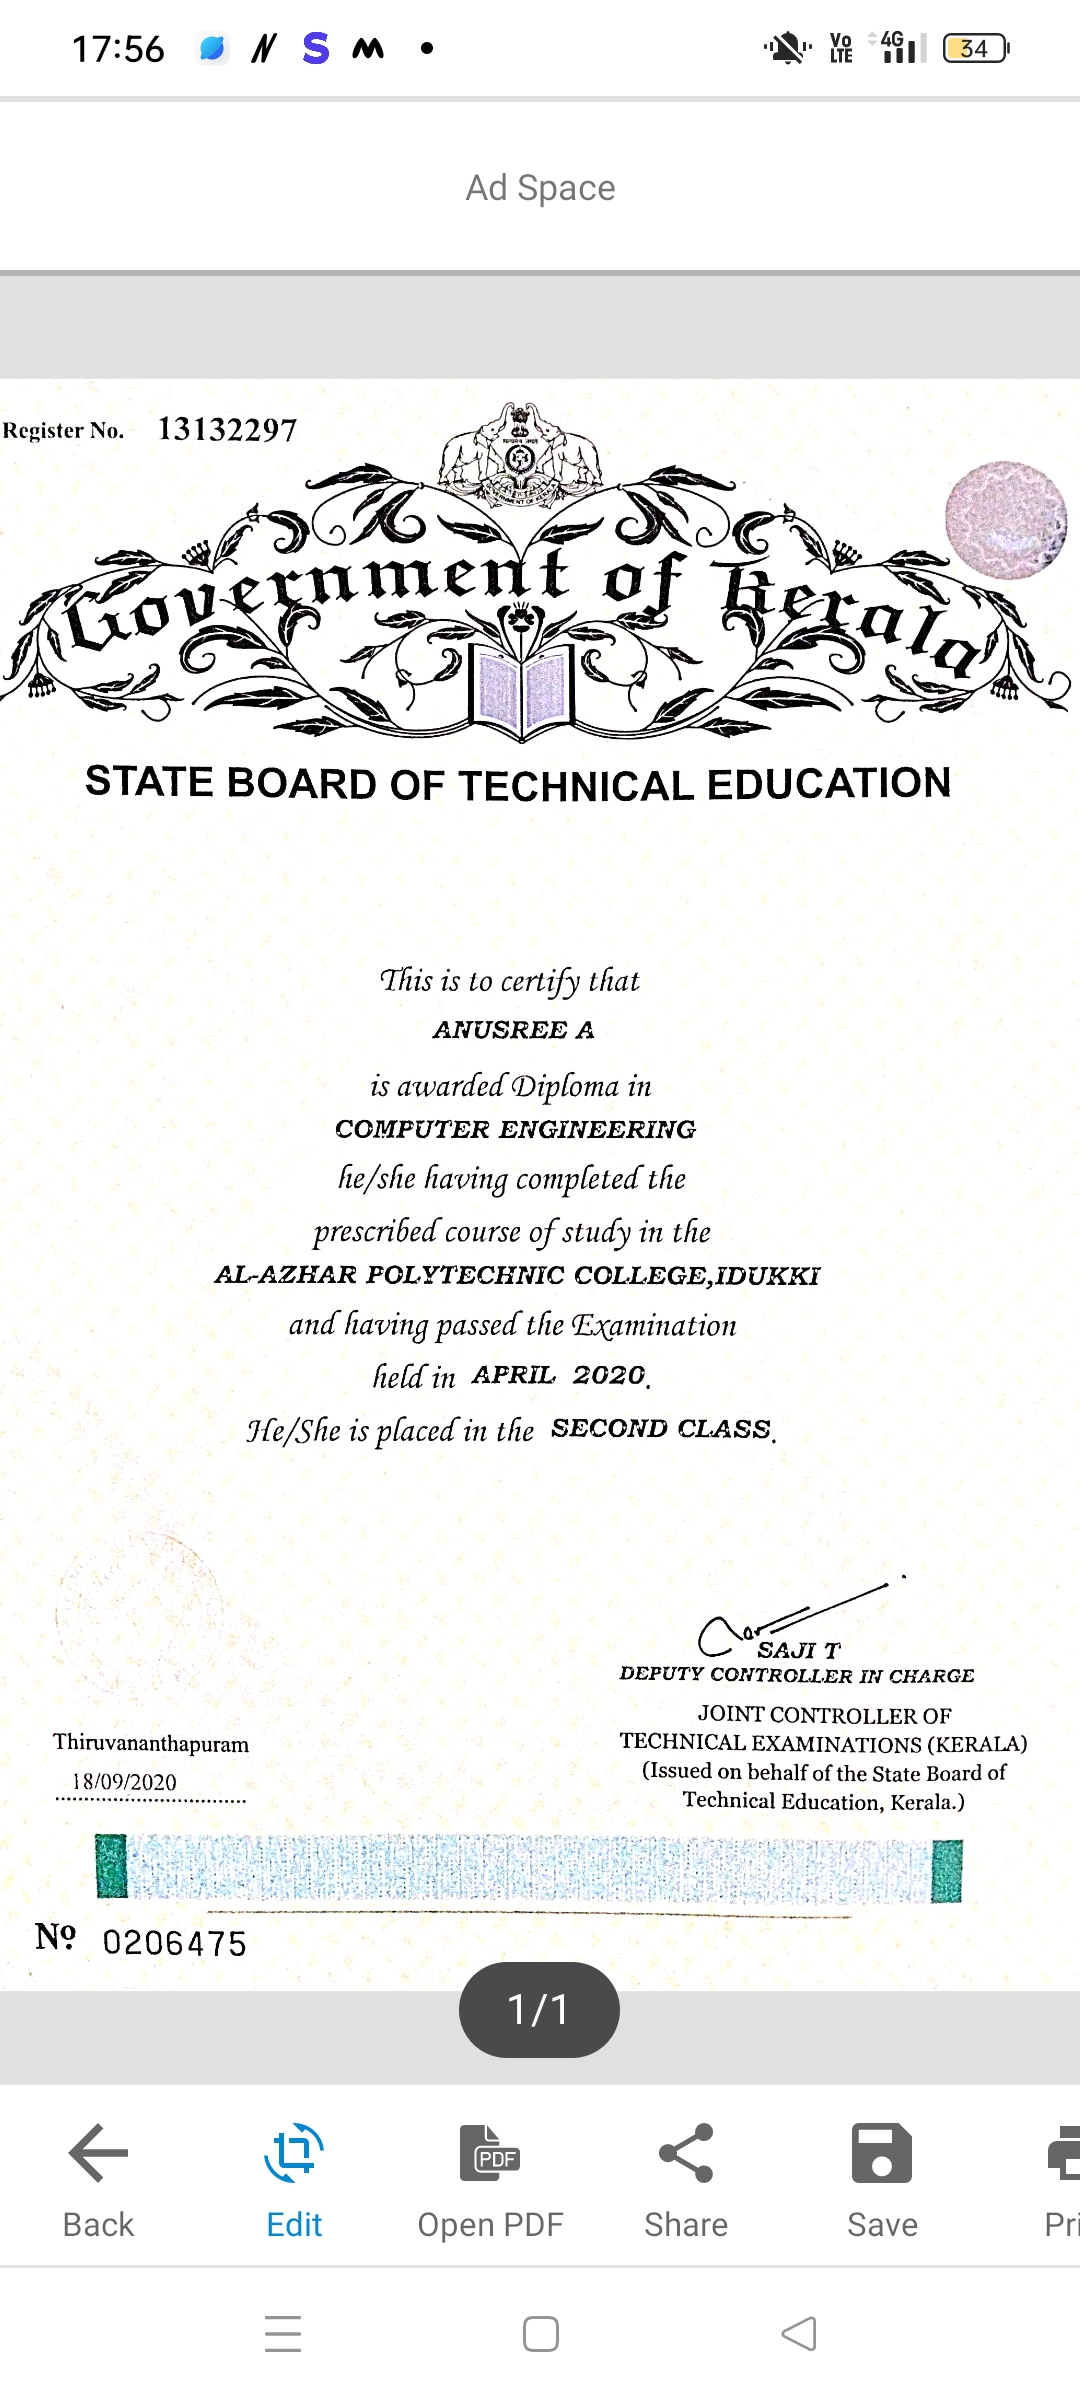 17:56
Vo LTE 4G 34
Ad Space
Register No. 13132297
Government of Kerala
STATE BOARD OF TECHNICAL EDUCATION
This is to certify that
ANUSREE A
is awarded Diploma in
COMPUTER ENGINEERING
he/she having completed the
prescribed course of study in the
AL-AZHAR POLYTECHNIC COLLEGE,IDUKKI
and having passed the Examination
held in APRIL 2020.
He/She is placed in the SECOND CLASS.
SAJI T
DEPUTY CONTROLLER IN CHARGE
JOINT CONTROLLER OF
TECHNICAL EXAMINATIONS (KERALA)
(Issued on behalf of the State Board of
Technical Education, Kerala.)
Thiruvananthapuram
18/09/2020
Nº 0206475
1/1
PDF
Back Edit Open PDF Share Save Pri